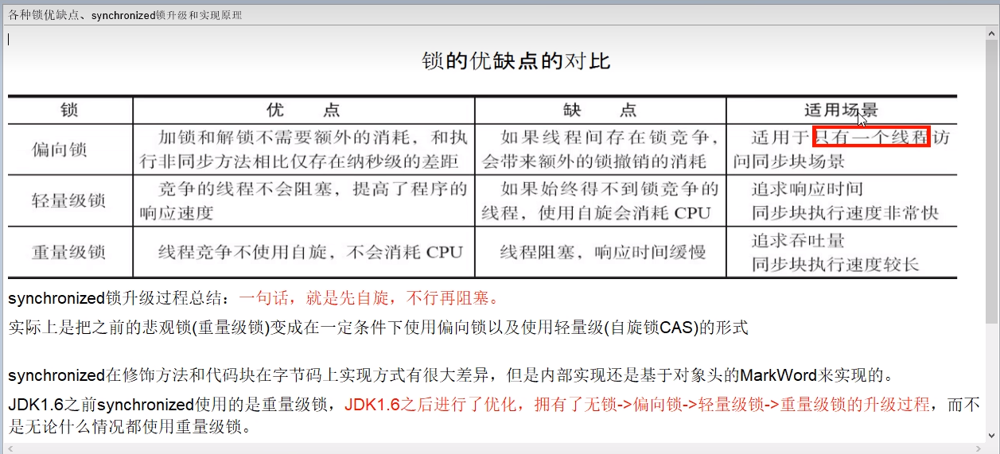 各种锁优缺点、synchronized锁升级和实现原理
锁的优缺点的对比
锁 优 点 缺 点 适用场景
偏向锁
加锁和解锁不需要额外的消耗，和执
行非同步方法相比仅存在纳秒级的差距
如果线程间存在锁竞争，
会带来额外的锁撤销的消耗
适用于只有一个线程访
问同步块场景
轻量级锁
竞争的线程不会阻塞，提高了程序的
响应速度
如果始终得不到锁竞争的
线程，使用自旋会消耗 CPU
追求响应时间
同步块执行速度非常快
重量级锁
线程竞争不使用自旋，不会消耗 CPU
线程阻塞，响应时间缓慢
追求吞吐量
同步块执行速度较长
synchronized锁升级过程总结：一句话，就是先自旋，不行再阻塞。
实际上是把之前的悲观锁(重量级锁)变成在一定条件下使用偏向锁以及使用轻量级(自旋锁CAS)的形式
synchronized在修饰方法和代码块在字节码上实现方式有很大差异，但是内部实现还是基于对象头的MarkWord来实现的。
JDK1.6之前synchronized使用的是重量级锁，JDK1.6之后进行了优化，拥有了无锁->偏向锁->轻量级锁->重量级锁的升级过程，而不
是无论什么情况都使用重量级锁。